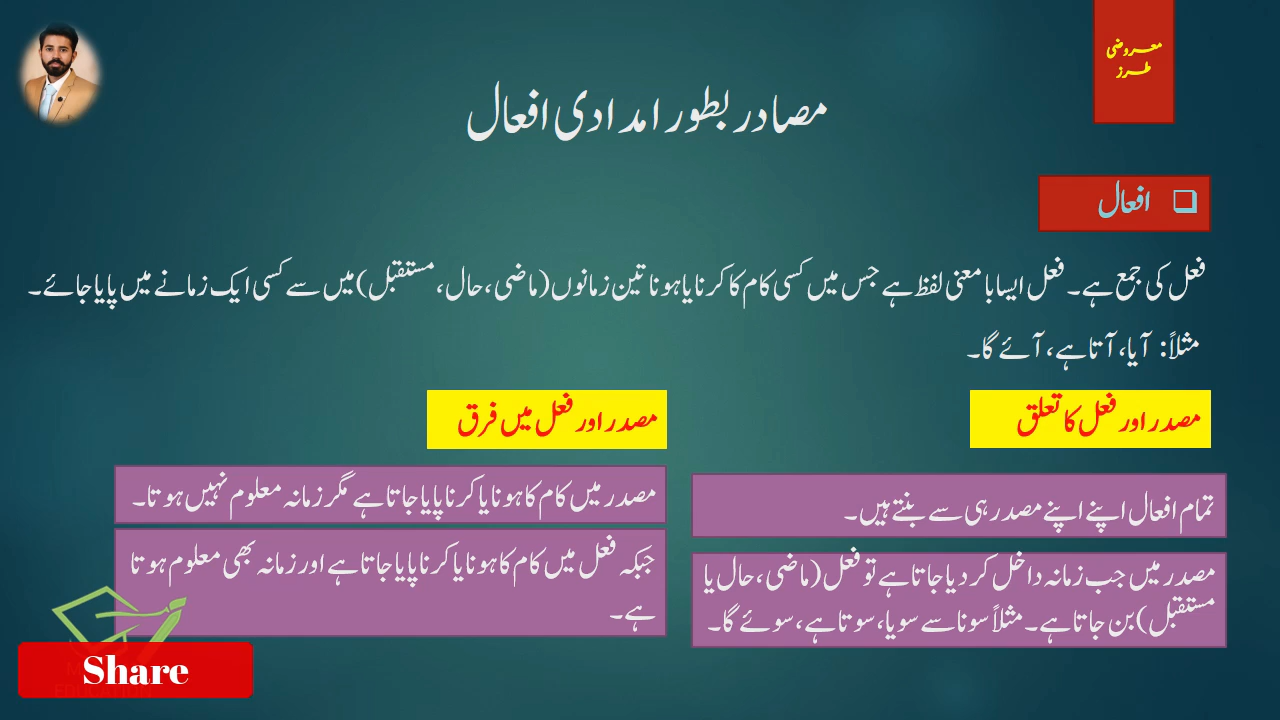 معروضی
طرز
مصادر بطور امدادی افعال
❑ افعال
فعل کی جمع ہے۔ فعل ایسا با معنی لفظ ہے جس میں کسی کام کا کرنا یا ہونا تین زمانوں (ماضی، حال، مستقبل) میں سے کسی ایک زمانے میں پایا جائے۔
مثلاً: آیا، آتا ہے، آئے گا۔
مصدر اور فعل کا تعلق
تمام افعال اپنے اپنے مصدر ہی سے بنتے ہیں۔
مصدر میں جب زمانہ داخل کر دیا جاتا ہے تو فعل (ماضی، حال یا
مستقبل) بن جاتا ہے۔ مثلاً سونا سے سویا، سوتا ہے، سوئے گا۔
مصدر اور فعل میں فرق
مصدر میں کام کا ہونا یا کرنا پایا جاتا ہے مگر زمانہ معلوم نہیں ہوتا۔
جبکہ فعل میں کام کا ہونا یا کرنا پایا جاتا ہے اور زمانہ بھی معلوم ہوتا
ہے۔
Share